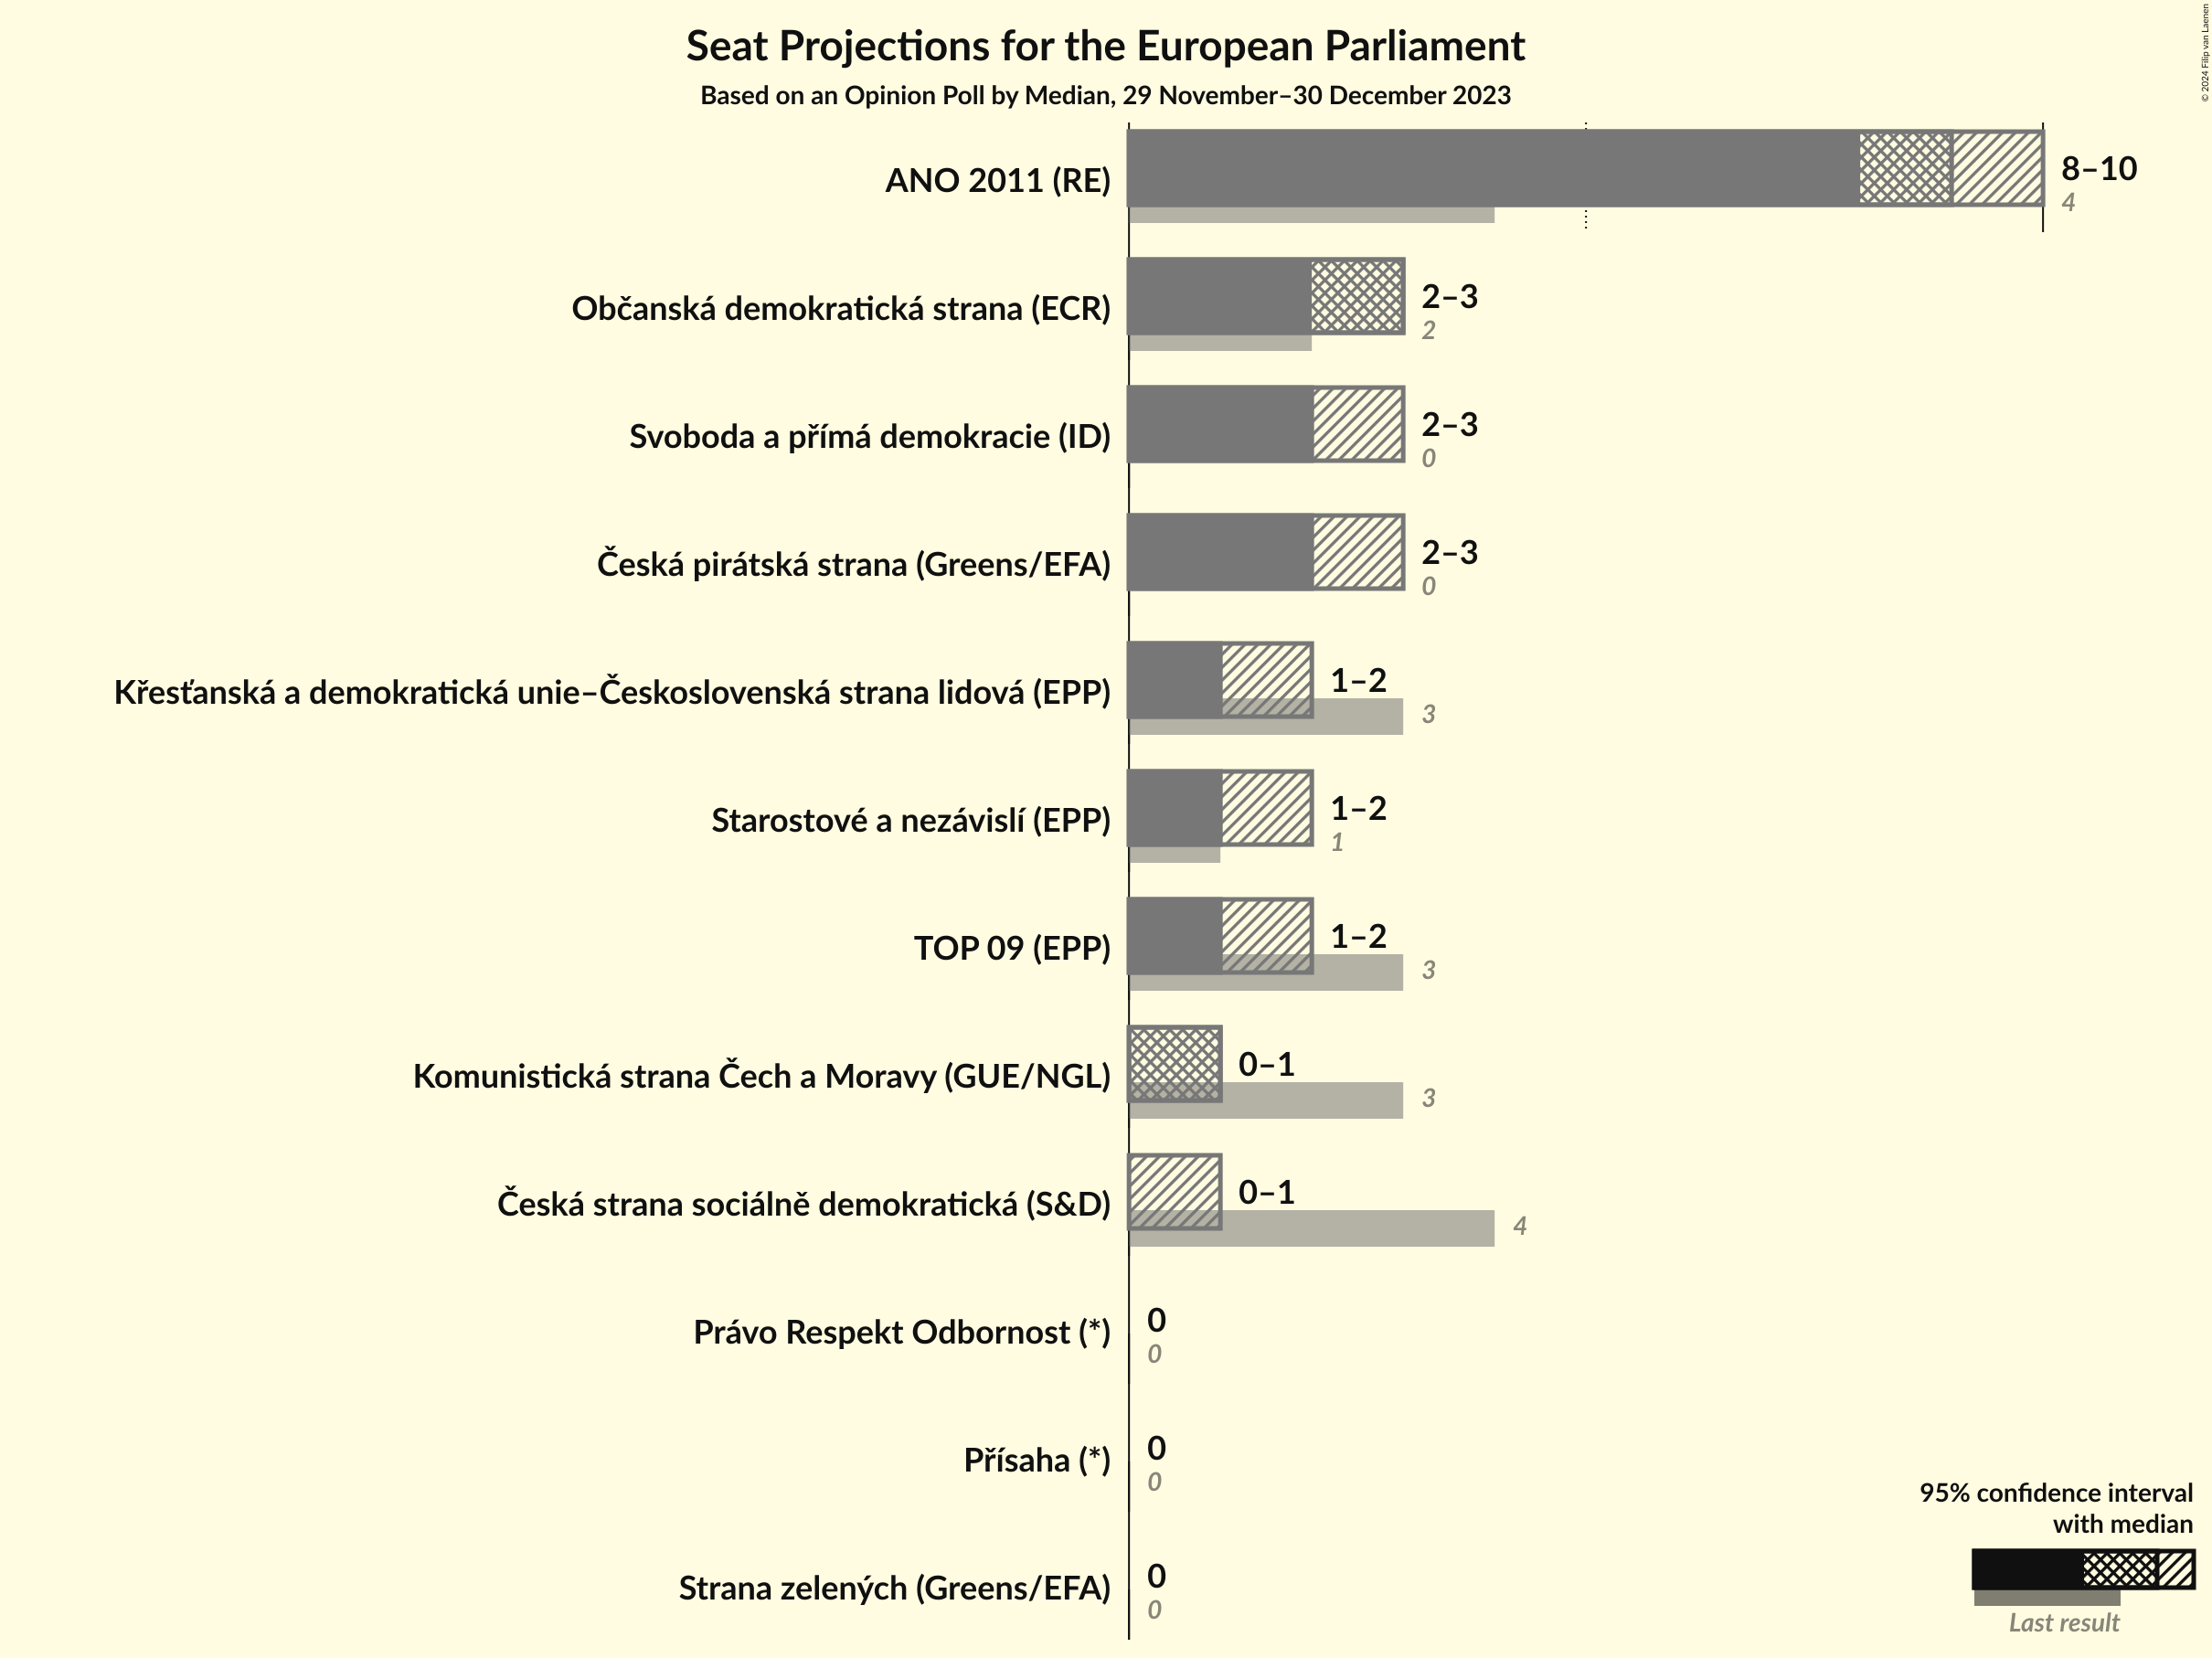 Seat Projections for the European Parliament
Based on an Opinion Poll by Median, 29 November–30 December 2023
© 2024 Filip van Laenen
ANO 2011 (RE)
8–10
4
Občanská demokratická strana (ECR)
2–3
2
Svoboda a přímá demokracie (ID)
2–3
0
Česká pirátská strana (Greens/EFA)
2–3
0
Křesťanská a demokratická unie–Československá strana lidová (EPP)
1–2
3
Starostové a nezávislí (EPP)
1–2
1
TOP 09 (EPP)
1–2
3
Komunistická strana Čech a Moravy (GUE/NGL)
0–1
3
Česká strana sociálně demokratická (S&D)
0–1
4
Právo Respekt Odbornost (*)
0
0
Přísaha (*)
0
0
Strana zelených (Greens/EFA)
0
0
95% confidence interval
with median
Last result